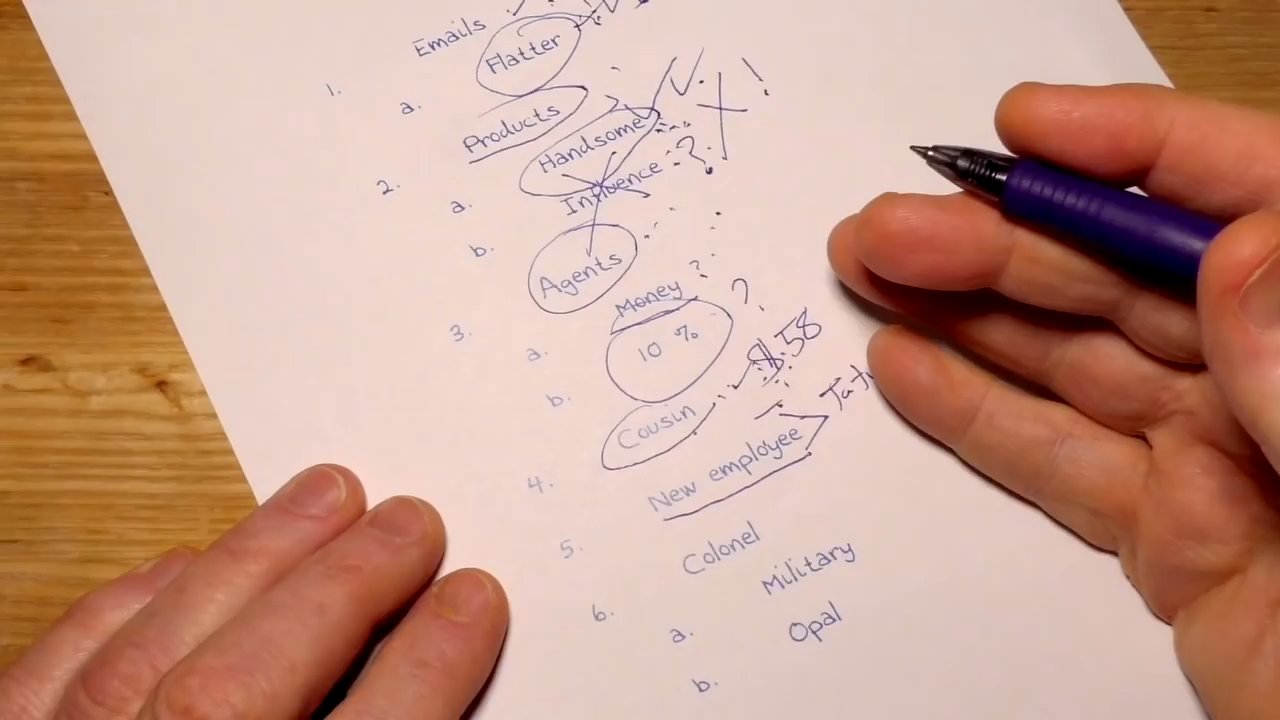 Emails
1. Flatter
a. Products
Handsome
2. Influence ?
a. Agents
b. Money ?
3. 10 % ?
a. Cousin $.58
b. New employee
4. Colonel
5. Military
6. Opal
a.
b.